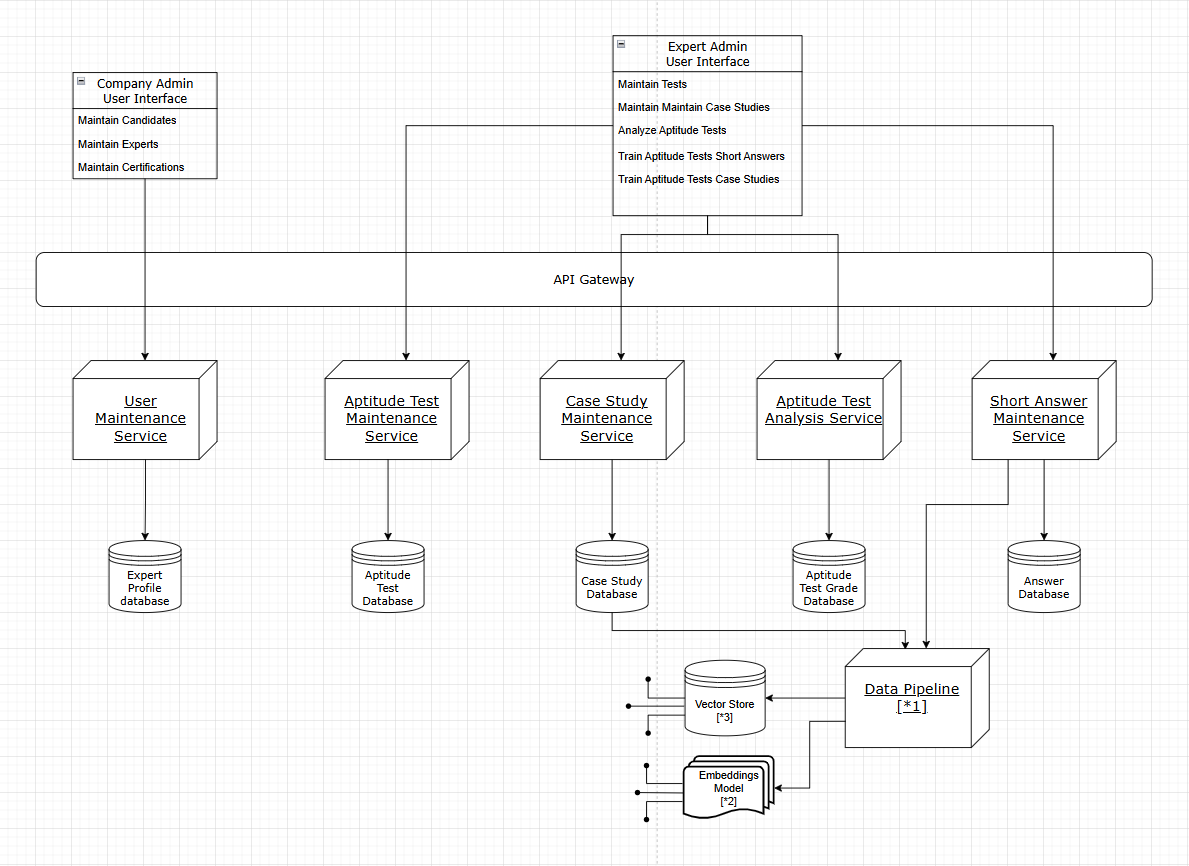 Company Admin
User Interface
Maintain Candidates
Maintain Experts
Maintain Certifications
Expert Admin
User Interface
Maintain Tests
Maintain Maintain Case Studies
Analyze Aptitude Tests
Train Aptitude Tests Short Answers
Train Aptitude Tests Case Studies
API Gateway
User
Maintenance
Service
Aptitude Test
Maintenance
Service
Case Study
Maintenance
Service
Aptitude Test
Analysis Service
Short Answer
Maintenance
Service
Expert
Profile
database
Aptitude
Test
Database
Case Study
Database
Aptitude
Test Grade
Database
Answer
Database
Data Pipeline
[*1]
Vector Store
[*3]
Embeddings
Model
[*2]